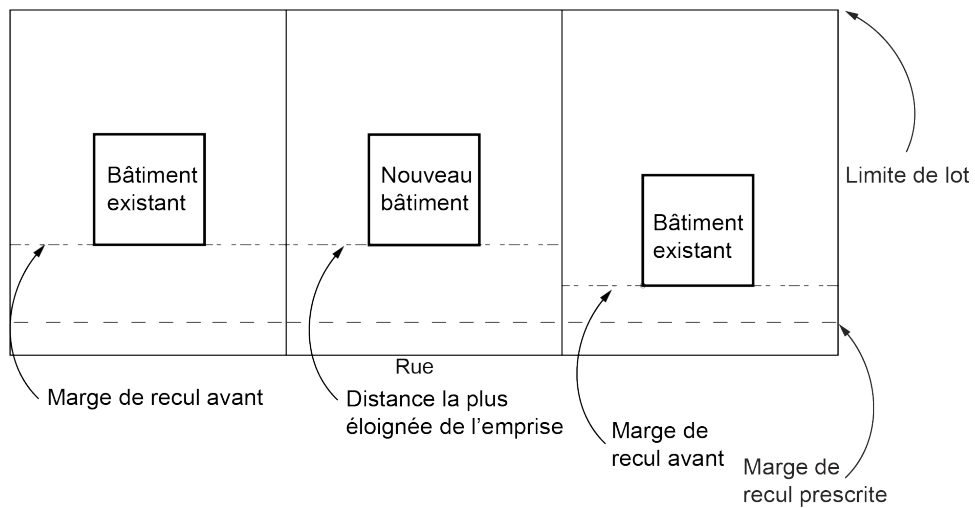 Bâtiment
existant
Nouveau
bâtiment
Bâtiment
existant
Limite de lot
Rue
Marge de recul avant
Distance la plus
éloignée de l'emprise
Marge de
recul avant
Marge de
recul prescrite